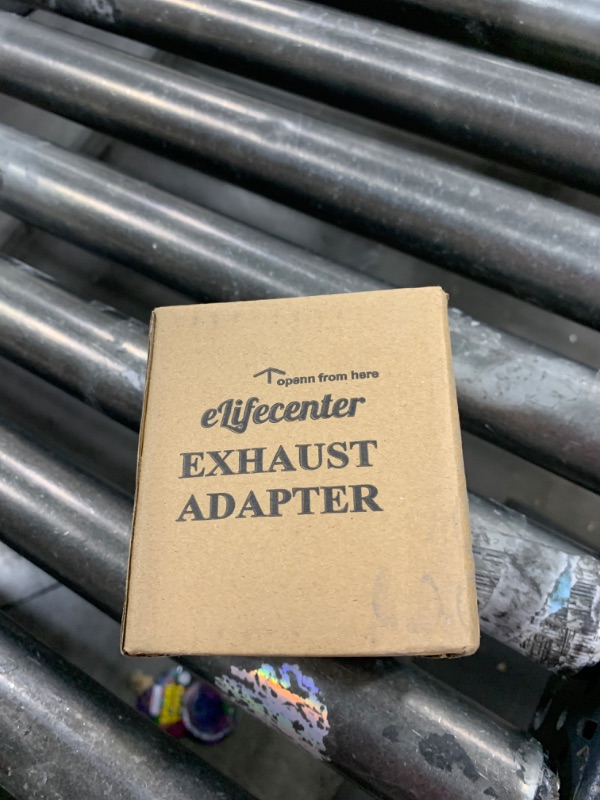 openn from here
eLifecenter
EXHAUST
ADAPTER